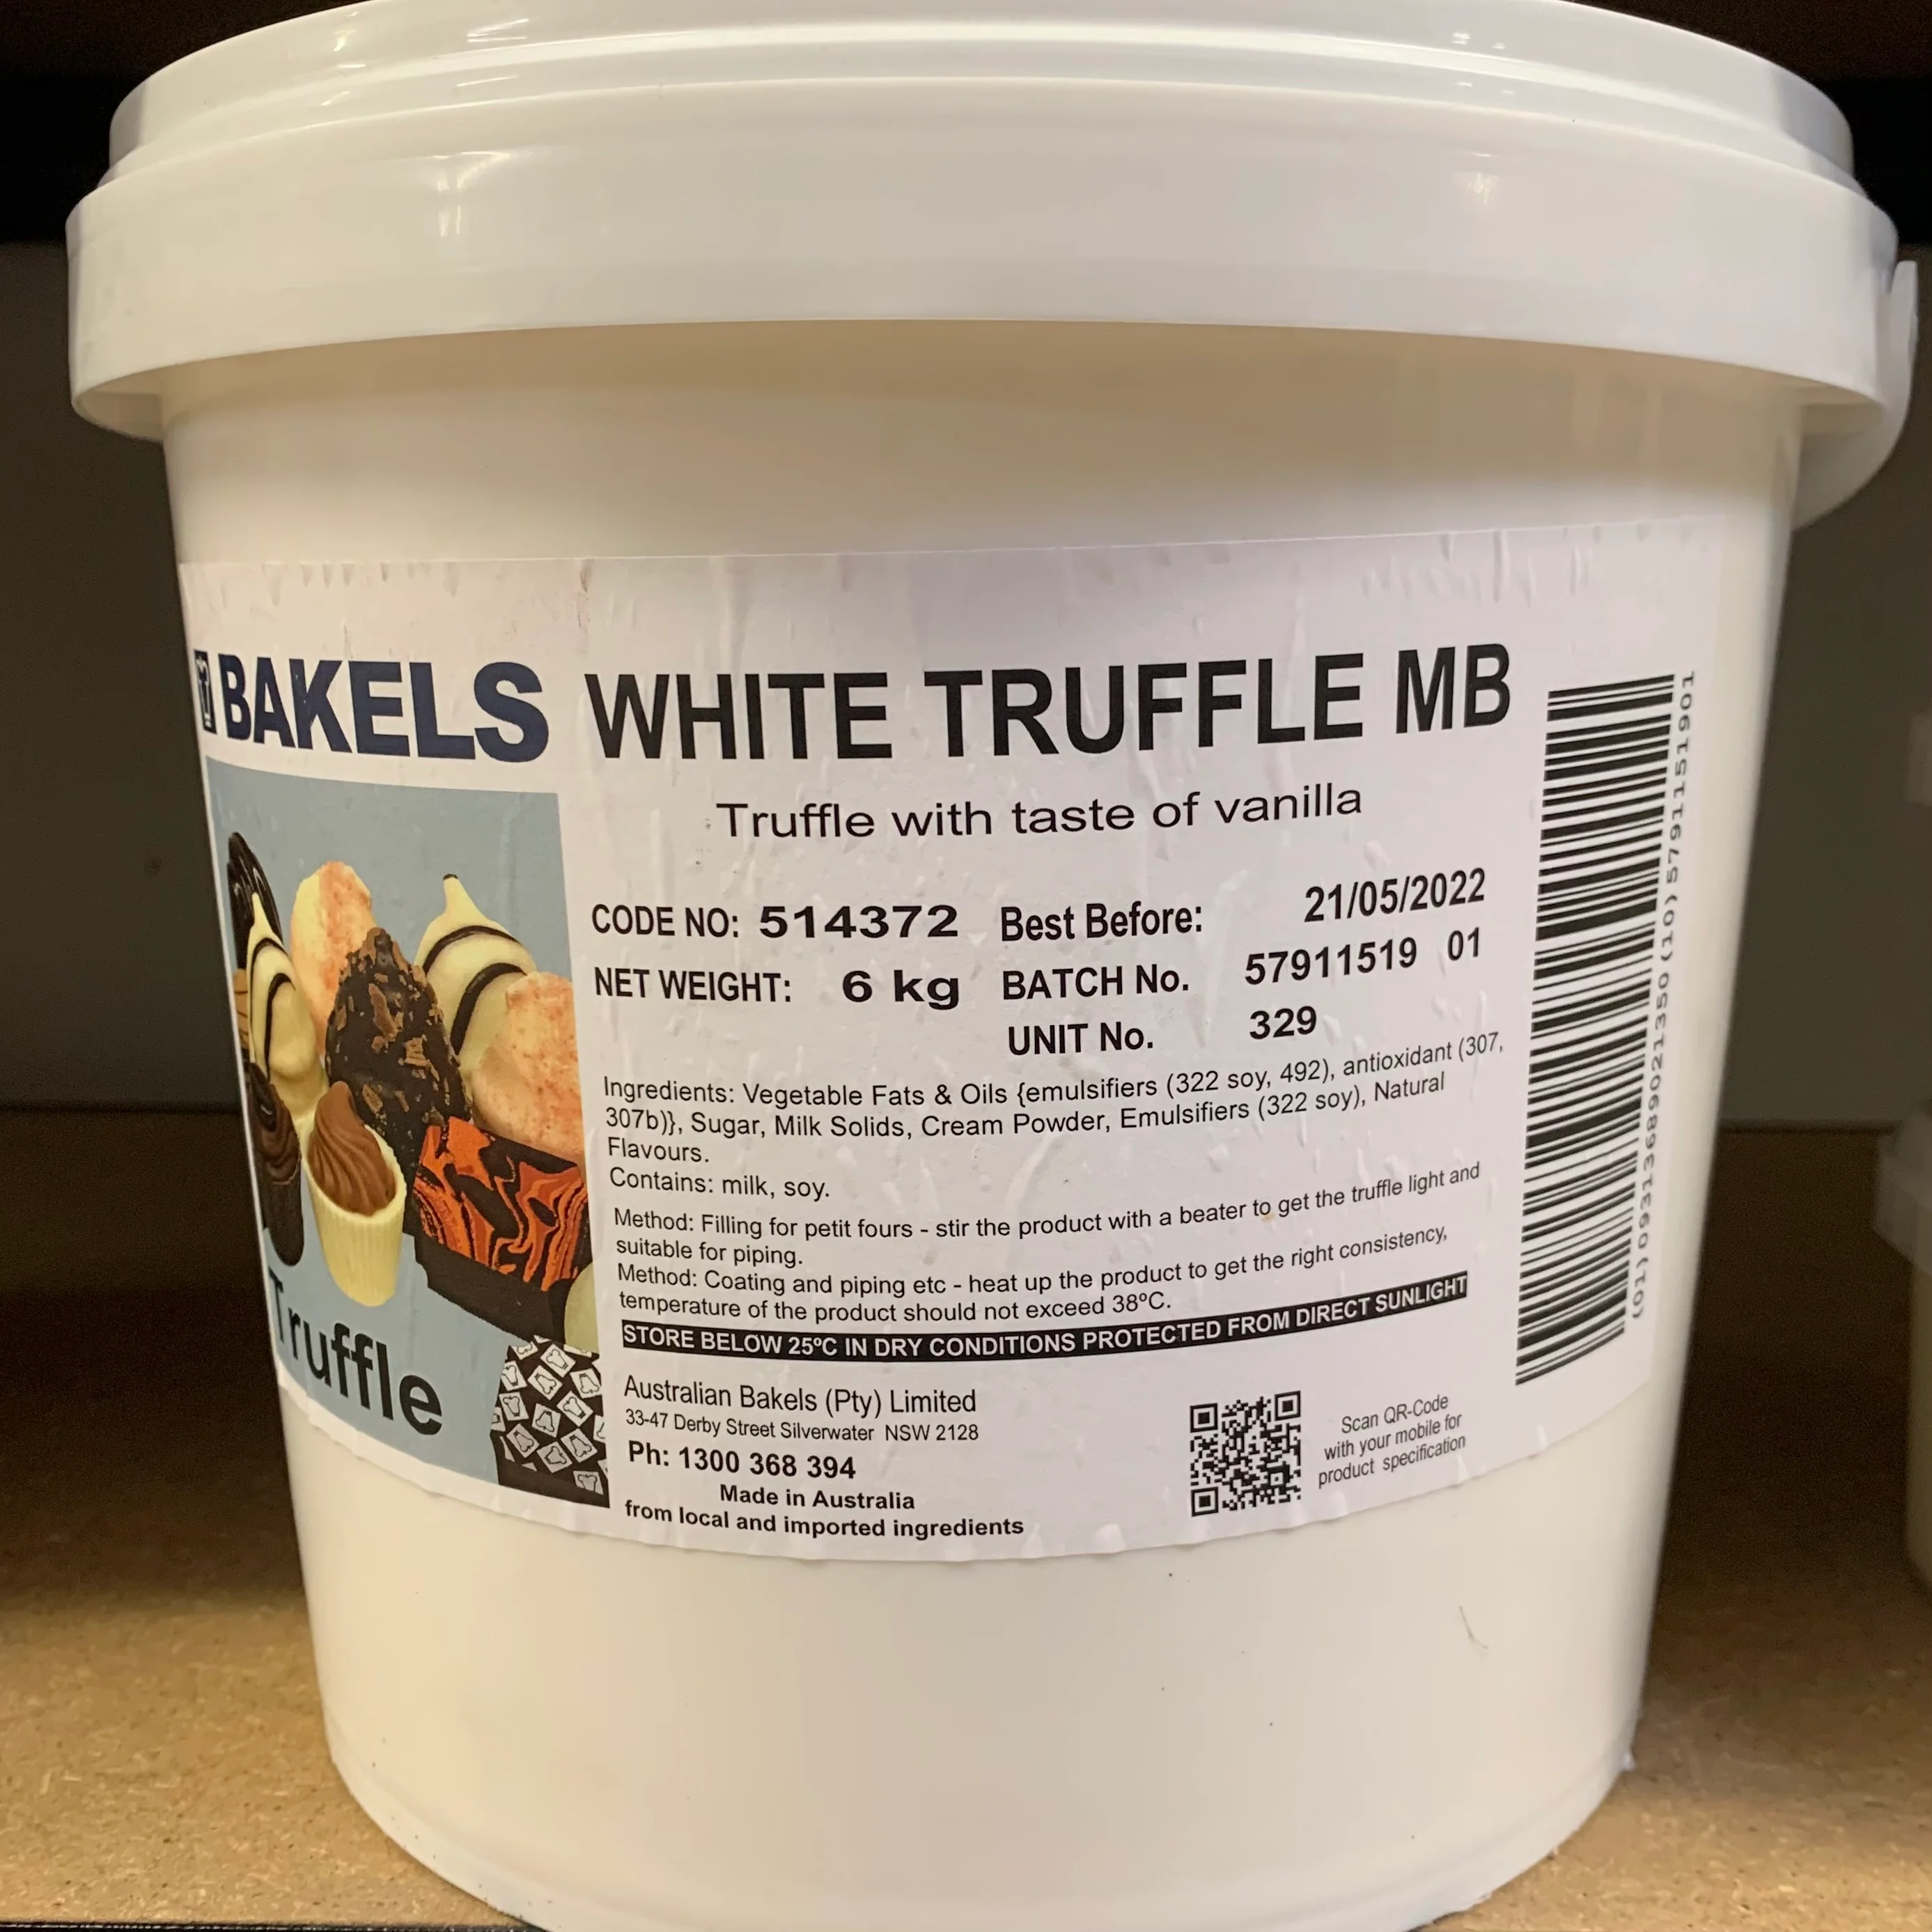 BAKELS
WHITE TRUFFLE MB
Truffle with taste of vanilla
CODE NO: 514372
Best Before: 21/05/2022
NET WEIGHT: 6 kg
BATCH No. 57911519 01
UNIT No. 329
Ingredients: Vegetable Fats & Oils {emulsifiers (322 soy, 492), antioxidant (307,
307b)}, Sugar, Milk Solids, Cream Powder, Emulsifiers (322 soy), Natural
Flavours.
Contains: milk, soy.
Method: Filling for petit fours - stir the product with a beater to get the truffle light and
suitable for piping.
Method: Coating and piping etc - heat up the product to get the right consistency,
temperature of the product should not exceed 38ºC.
STORE BELOW 25ºC IN DRY CONDITIONS PROTECTED FROM DIRECT SUNLIGHT
Australian Bakels (Pty) Limited
33-47 Derby Street Silverwater NSW 2128
Ph: 1300 368 394
Made in Australia
from local and imported ingredients
Scan QR-Code
with your mobile for
product specification
Truffle
(01)09313689021350(10)5791151901